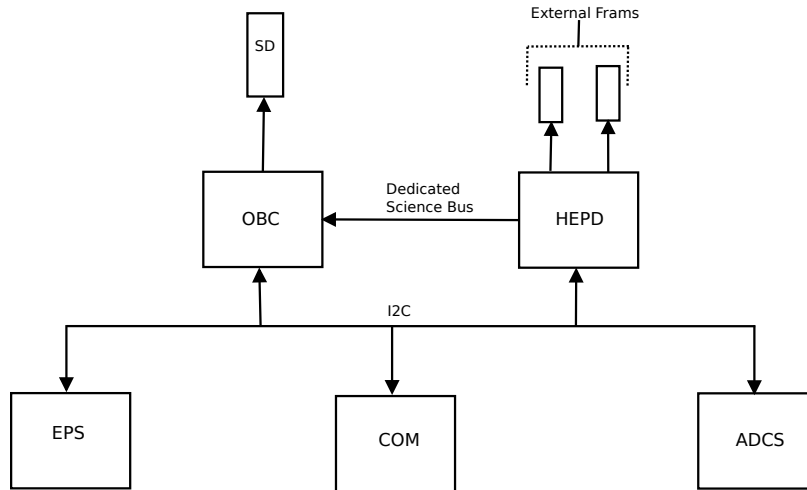 External Frams
SD
Dedicated
Science Bus
OBC
HEPD
I2C
EPS
COM
ADCS